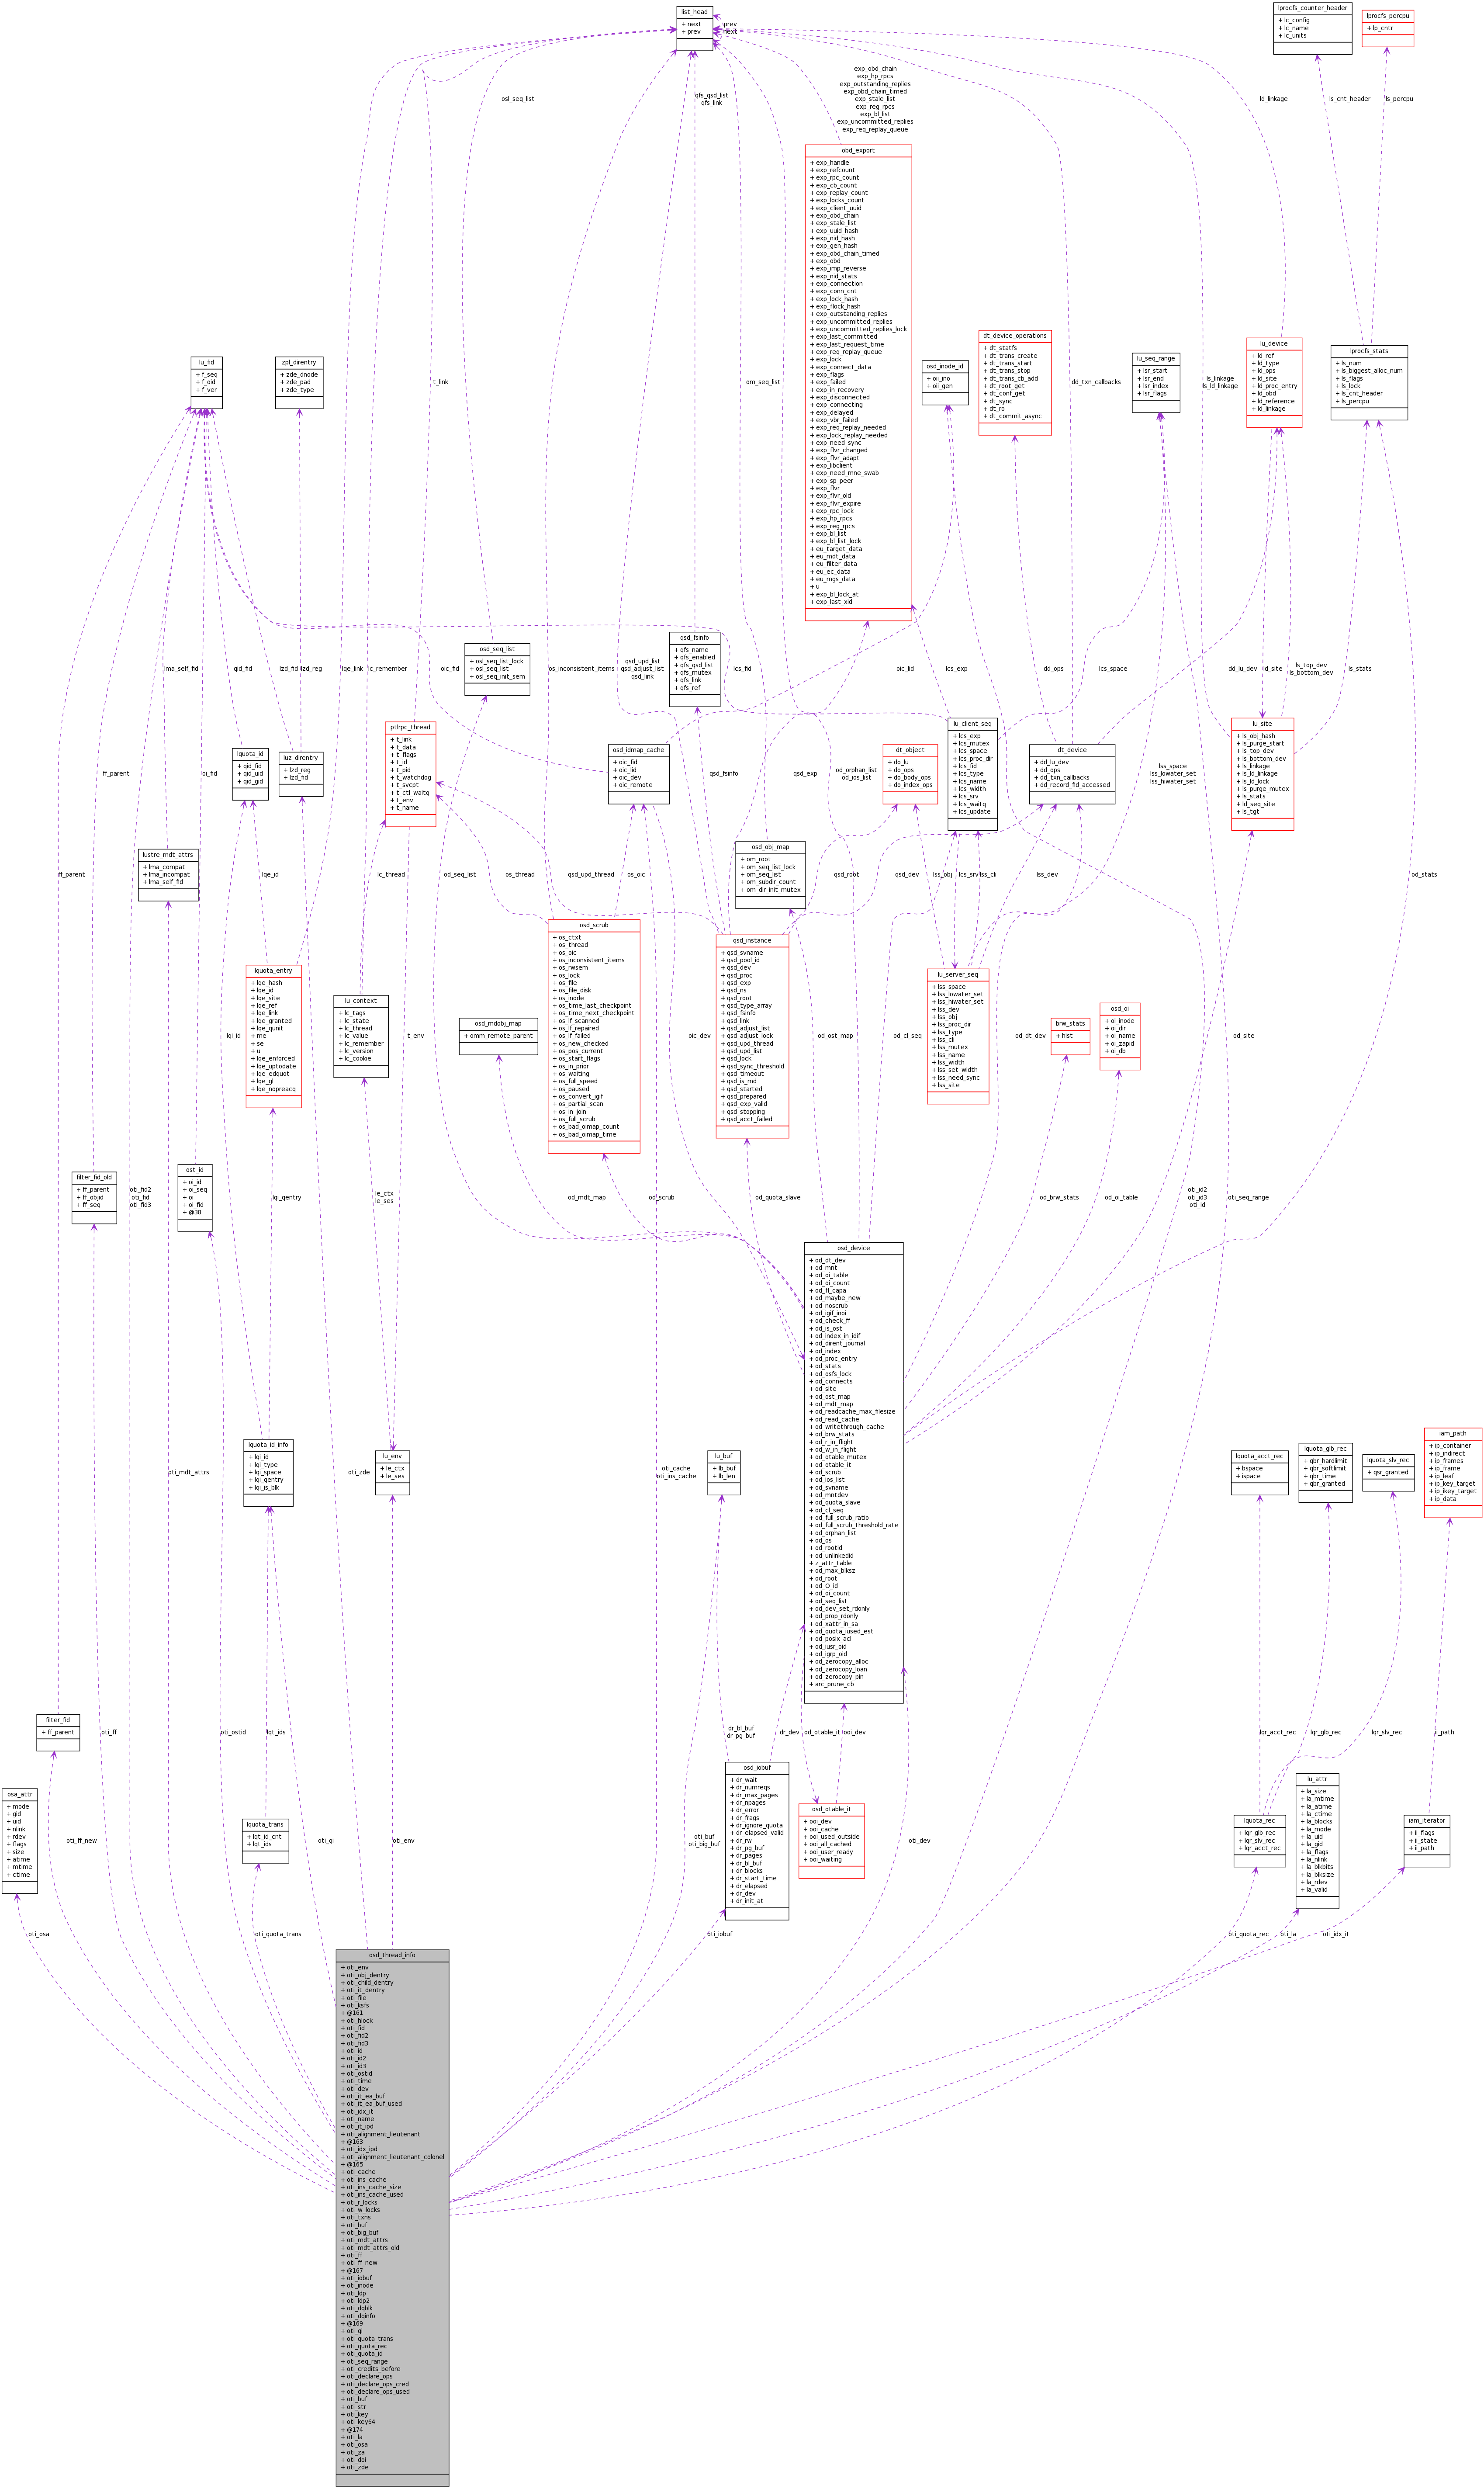 list_head
+ next
+ prev
prev
next
lprocfs_counter_header
+ lc_config
+ lc_name
+ lc_units
lprocfs_percpu
+ lp_cntr
osl_seq_list
qfs_qsd_list
qfs_link
exp_obd_chain
exp_hp_rpcs
exp_outstanding_replies
exp_obd_chain_timed
exp_stale_list
exp_reg_rpcs
exp_bl_list
exp_uncommitted_replies
exp_req_replay_queue
ld_linkage
ls_cnt_header
ls_percpu
obd_export
+ exp_handle
+ exp_refcount
+ exp_rpc_count
+ exp_cb_count
+ exp_replay_count
+ exp_locks_count
+ exp_client_uuid
+ exp_obd_chain
+ exp_stale_list
+ exp_uuid_hash
+ exp_nid_hash
+ exp_gen_hash
+ exp_obd_chain_timed
+ exp_obd
+ exp_imp_reverse
+ exp_nid_stats
+ exp_connection
+ exp_conn_cnt
+ exp_lock_hash
+ exp_flock_hash
+ exp_outstanding_replies
+ exp_uncommitted_replies
+ exp_uncommitted_replies_lock
+ exp_last_committed
+ exp_last_request_time
+ exp_req_replay_queue
+ exp_lock
+ exp_connect_data
+ exp_flags
+ exp_failed
+ exp_in_recovery
+ exp_disconnected
+ exp_connecting
+ exp_delayed
+ exp_vbr_failed
+ exp_req_replay_needed
+ exp_lock_replay_needed
+ exp_need_sync
+ exp_flvr_changed
+ exp_flvr_adapt
+ exp_libclient
+ exp_need_mne_swab
+ exp_sp_peer
+ exp_flvr
+ exp_flvr_old
+ exp_flvr_expire
+ exp_rpc_lock
+ exp_hp_rpcs
+ exp_reg_rpcs
+ exp_bl_list
+ exp_bl_list_lock
+ eu_target_data
+ eu_mdt_data
+ eu_filter_data
+ eu_ec_data
+ eu_mgs_data
+ u
+ exp_bl_lock_at
+ exp_last_xid
lu_fid
+ f_seq
+ f_oid
+ f_ver
zpl_direntry
+ zde_dnode
+ zde_pad
+ zde_type
t_link
om_seq_list
osd_inode_id
+ oii_ino
+ oii_gen
dt_device_operations
+ dt_statfs
+ dt_trans_create
+ dt_trans_start
+ dt_trans_stop
+ dt_trans_cb_add
+ dt_root_get
+ dt_conf_get
+ dt_sync
+ dt_ro
+ dt_commit_async
dd_txn_callbacks
lu_seq_range
+ lsr_start
+ lsr_end
+ lsr_index
+ lsr_flags
ls_linkage
ls_ld_linkage
lu_device
+ ld_ref
+ ld_type
+ ld_ops
+ ld_site
+ ld_proc_entry
+ ld_obd
+ ld_reference
+ ld_linkage
lprocfs_stats
+ ls_num
+ ls_biggest_alloc_num
+ ls_flags
+ ls_lock
+ ls_cnt_header
+ ls_percpu
ff_parent
lma_self_fid
oi_fid
qid_fid
lzd_fid
lzd_reg
lqe_link
lc_remember
oic_fid
osd_seq_list
+ osl_seq_list_lock
+ osl_seq_list
+ osl_seq_init_sem
os_inconsistent_items
qsd_upd_list
qsd_adjust_list
qsd_link
qsd_fsinfo
+ qfs_name
+ qfs_enabled
+ qfs_qsd_list
+ qfs_mutex
+ qfs_link
+ qfs_ref
lcs_fid
oic_lid
lcs_exp
dd_ops
lcs_space
dd_lu_dev
ld_site
ls_top_dev
ls_bottom_dev
ls_stats
ptlrpc_thread
+ t_link
+ t_data
+ t_flags
+ t_id
+ t_pid
+ t_watchdog
+ t_svcpt
+ t_ctl_waitq
+ t_env
+ t_name
lquota_id
+ qid_fid
+ qid_uid
+ qid_gid
luz_direntry
+ lzd_reg
+ lzd_fid
osd_idmap_cache
+ oic_fid
+ oic_lid
+ oic_dev
+ oic_remote
qsd_fsinfo
qsd_exp
od_orphan_list
od_ios_list
dt_object
+ do_lu
+ do_ops
+ do_body_ops
+ do_index_ops
lu_client_seq
+ lcs_exp
+ lcs_mutex
+ lcs_space
+ lcs_proc_dir
+ lcs_fid
+ lcs_type
+ lcs_name
+ lcs_width
+ lcs_srv
+ lcs_waitq
+ lcs_update
dt_device
+ dd_lu_dev
+ dd_ops
+ dd_txn_callbacks
+ dd_record_fid_accessed
lss_space
lss_lowater_set
lss_hiwater_set
lu_site
+ ls_obj_hash
+ ls_purge_start
+ ls_top_dev
+ ls_bottom_dev
+ ls_linkage
+ ls_ld_linkage
+ ls_ld_lock
+ ls_purge_mutex
+ ls_stats
+ ld_seq_site
+ ls_tgt
ff_parent
lustre_mdt_attrs
+ lma_compat
+ lma_incompat
+ lma_self_fid
lqe_id
lc_thread
od_seq_list
os_thread
qsd_upd_thread
os_oic
osd_obj_map
+ om_root
+ om_seq_list_lock
+ om_seq_list
+ om_subdir_count
+ om_dir_init_mutex
qsd_root
qsd_dev
lss_obj
lcs_srv
lss_cli
lss_dev
od_stats
lquota_entry
+ lqe_hash
+ lqe_id
+ lqe_site
+ lqe_ref
+ lqe_link
+ lqe_granted
+ lqe_qunit
+ me
+ se
+ u
+ lqe_enforced
+ lqe_uptodate
+ lqe_edquot
+ lqe_gl
+ lqe_nopreacq
lu_context
+ lc_tags
+ lc_state
+ lc_thread
+ lc_value
+ lc_remember
+ lc_version
+ lc_cookie
osd_mdobj_map
+ omm_remote_parent
osd_scrub
+ os_ctxt
+ os_thread
+ os_oic
+ os_inconsistent_items
+ os_rwsem
+ os_lock
+ os_file
+ os_file_disk
+ os_inode
+ os_time_last_checkpoint
+ os_time_next_checkpoint
+ os_lf_scanned
+ os_lf_repaired
+ os_lf_failed
+ os_new_checked
+ os_pos_current
+ os_start_flags
+ os_in_prior
+ os_waiting
+ os_full_speed
+ os_paused
+ os_convert_igif
+ os_partial_scan
+ os_in_join
+ os_full_scrub
+ os_bad_oimap_count
+ os_bad_oimap_time
qsd_instance
+ qsd_svname
+ qsd_pool_id
+ qsd_dev
+ qsd_proc
+ qsd_exp
+ qsd_ns
+ qsd_root
+ qsd_type_array
+ qsd_fsinfo
+ qsd_link
+ qsd_adjust_list
+ qsd_adjust_lock
+ qsd_upd_thread
+ qsd_upd_list
+ qsd_lock
+ qsd_sync_threshold
+ qsd_timeout
+ qsd_is_md
+ qsd_started
+ qsd_prepared
+ qsd_exp_valid
+ qsd_stopping
+ qsd_acct_failed
lu_server_seq
+ lss_space
+ lss_lowater_set
+ lss_hiwater_set
+ lss_dev
+ lss_obj
+ lss_proc_dir
+ lss_type
+ lss_cli
+ lss_mutex
+ lss_name
+ lss_width
+ lss_set_width
+ lss_need_sync
+ lss_site
brw_stats
+ hist
osd_oi
+ oi_inode
+ oi_dir
+ oi_name
+ oi_zapid
+ oi_db
lqi_id
t_env
oic_dev
od_ost_map
od_cl_seq
od_dt_dev
od_site
filter_fid_old
+ ff_parent
+ ff_objid
+ ff_seq
oti_fid2
oti_fid
oti_fid3
ost_id
+ oi_id
+ oi_seq
+ oi
+ oi_fid
+ @38
lqi_qentry
le_ctx
le_ses
od_mdt_map
od_scrub
od_quota_slave
od_brw_stats
od_oi_table
oti_id2
oti_id3
oti_id
oti_seq_range
osd_device
+ od_dt_dev
+ od_mnt
+ od_oi_table
+ od_oi_count
+ od_fl_capa
+ od_maybe_new
+ od_noscrub
+ od_igif_inoi
+ od_check_ff
+ od_is_ost
+ od_index_in_idif
+ od_dirent_journal
+ od_index
+ od_proc_entry
+ od_stats
+ od_osfs_lock
+ od_connects
+ od_site
+ od_ost_map
+ od_mdt_map
+ od_readcache_max_filesize
+ od_read_cache
+ od_writethrough_cache
+ od_brw_stats
+ od_r_in_flight
+ od_w_in_flight
+ od_otable_mutex
+ od_otable_it
+ od_scrub
+ od_ios_list
+ od_svname
+ od_mntdev
+ od_quota_slave
+ od_cl_seq
+ od_full_scrub_ratio
+ od_full_scrub_threshold_rate
+ od_orphan_list
+ od_os
+ od_rootid
+ od_unlinkedid
+ z_attr_table
+ od_max_blksz
+ od_root
+ od_O_id
+ od_oi_count
+ od_seq_list
+ od_dev_set_rdonly
+ od_prop_rdonly
+ od_xattr_in_sa
+ od_quota_iused_est
+ od_posix_acl
+ od_iusr_oid
+ od_igrp_oid
+ od_zerocopy_alloc
+ od_zerocopy_loan
+ od_zerocopy_pin
+ arc_prune_cb
oti_mdt_attrs
lquota_id_info
+ lqi_id
+ lqi_type
+ lqi_space
+ lqi_qentry
+ lqi_is_blk
oti_zde
lu_env
+ le_ctx
+ le_ses
oti_cache
oti_ins_cache
lu_buf
+ lb_buf
+ lb_len
lquota_acct_rec
+ bspace
+ ispace
lquota_glb_rec
+ qbr_hardlimit
+ qbr_softlimit
+ qbr_time
+ qbr_granted
lquota_slv_rec
+ qsr_granted
iam_path
+ ip_container
+ ip_indirect
+ ip_frames
+ ip_frame
+ ip_leaf
+ ip_key_target
+ ip_ikey_target
+ ip_data
filter_fid
+ ff_parent
oti_ff
oti_ostid
lqt_ids
dr_bl_buf
dr_pg_buf
dr_dev
od_otable_it
ooi_dev
lqr_acct_rec
lqr_glb_rec
lqr_slv_rec
ii_path
osa_attr
+ mode
+ gid
+ uid
+ nlink
+ rdev
+ flags
+ size
+ atime
+ mtime
+ ctime
oti_ff_new
lquota_trans
+ lqt_id_cnt
+ lqt_ids
oti_qi
oti_env
oti_buf
oti_big_buf
osd_iobuf
+ dr_wait
+ dr_numreqs
+ dr_max_pages
+ dr_npages
+ dr_error
+ dr_frags
+ dr_ignore_quota
+ dr_elapsed_valid
+ dr_rw
+ dr_pg_buf
+ dr_pages
+ dr_bl_buf
+ dr_blocks
+ dr_start_time
+ dr_elapsed
+ dr_dev
+ dr_init_at
osd_otable_it
+ ooi_dev
+ ooi_cache
+ ooi_used_outside
+ ooi_all_cached
+ ooi_user_ready
+ ooi_waiting
oti_dev
lquota_rec
+ lqr_glb_rec
+ lqr_slv_rec
+ lqr_acct_rec
lu_attr
+ la_size
+ la_mtime
+ la_atime
+ la_ctime
+ la_blocks
+ la_mode
+ la_uid
+ la_gid
+ la_flags
+ la_nlink
+ la_blkbits
+ la_blksize
+ la_rdev
+ la_valid
iam_iterator
+ ii_flags
+ ii_state
+ ii_path
oti_osa
oti_quota_trans
oti_iobuf
oti_quota_rec
oti_la
oti_idx_it
osd_thread_info
+ oti_env
+ oti_obj_dentry
+ oti_child_dentry
+ oti_it_dentry
+ oti_file
+ oti_ksfs
+ @161
+ oti_hlock
+ oti_fid
+ oti_fid2
+ oti_fid3
+ oti_id
+ oti_id2
+ oti_id3
+ oti_ostid
+ oti_time
+ oti_dev
+ oti_it_ea_buf
+ oti_it_ea_buf_used
+ oti_idx_it
+ oti_name
+ oti_it_ipd
+ oti_alignment_lieutenant
+ @163
+ oti_idx_ipd
+ oti_alignment_lieutenant_colonel
+ @165
+ oti_cache
+ oti_ins_cache
+ oti_ins_cache_size
+ oti_ins_cache_used
+ oti_r_locks
+ oti_w_locks
+ oti_txns
+ oti_buf
+ oti_big_buf
+ oti_mdt_attrs
+ oti_mdt_attrs_old
+ oti_ff
+ oti_ff_new
+ @167
+ oti_iobuf
+ oti_inode
+ oti_ldp
+ oti_ldp2
+ oti_dqblk
+ oti_dqinfo
+ @169
+ oti_qi
+ oti_quota_trans
+ oti_quota_rec
+ oti_quota_id
+ oti_seq_range
+ oti_credits_before
+ oti_declare_ops
+ oti_declare_ops_cred
+ oti_declare_ops_used
+ oti_buf
+ oti_str
+ oti_key
+ oti_key64
+ @174
+ oti_la
+ oti_osa
+ oti_za
+ oti_doi
+ oti_zde